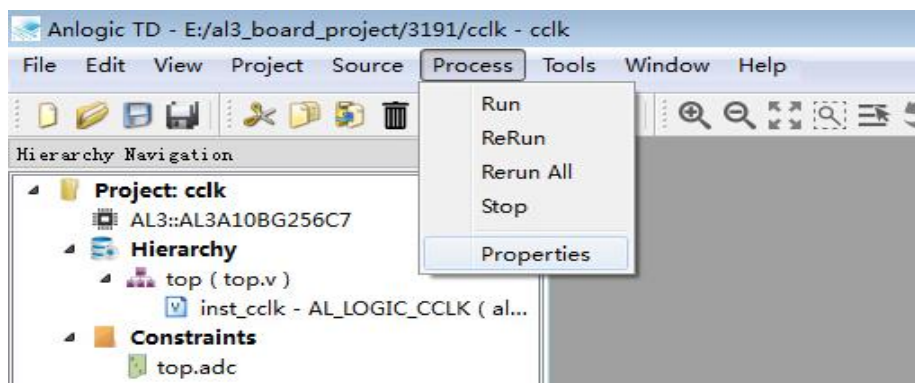 Anlogic TD - E:/al3_board_project/3191/cclk - cclk
File Edit View Project Source Process Tools Window Help
Run
ReRun
Rerun All
Stop
Properties
Hierarchy Navigation
Project: cclk
AL3::AL3A10BG256C7
Hierarchy
top ( top.v )
inst_cclk - AL_LOGIC_CCLK ( al...
Constraints
top.adc